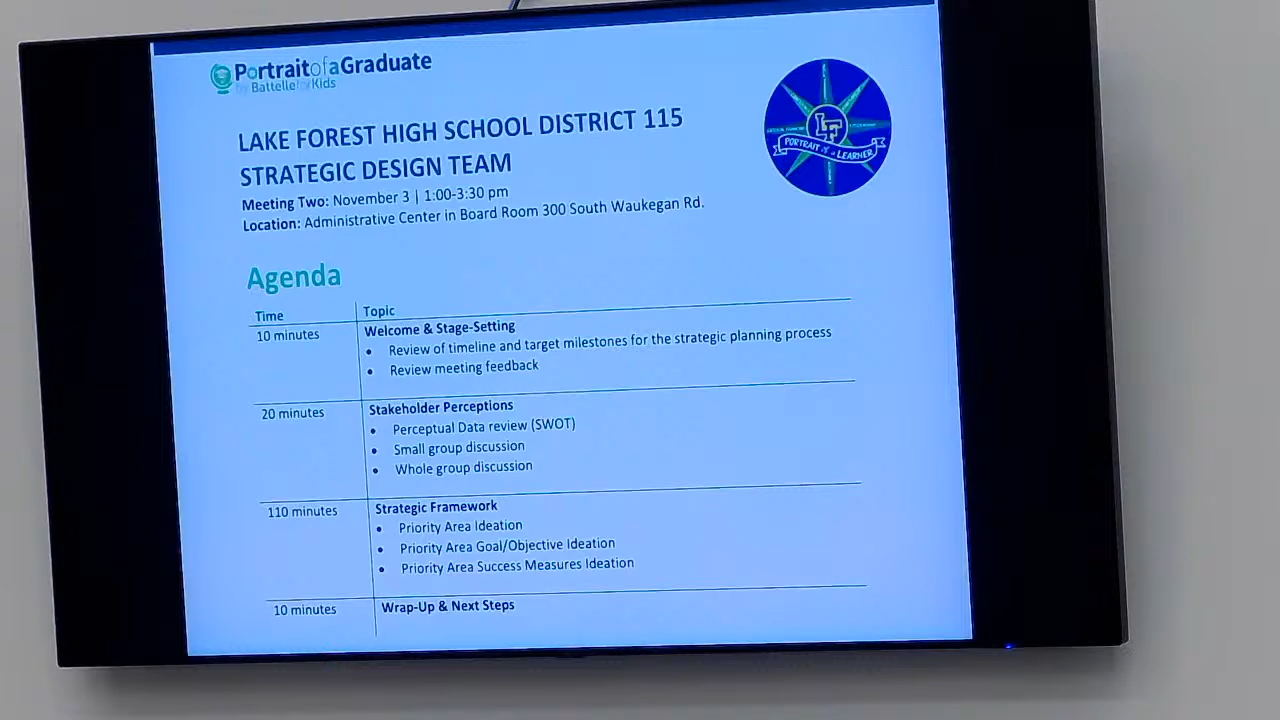 PortraitofaGraduate
by BattelleforKids
LAKE FOREST HIGH SCHOOL DISTRICT 115
STRATEGIC DESIGN TEAM
Meeting Two: November 3 | 1:00-3:30 pm
Location: Administrative Center in Board Room 300 South Waukegan Rd.
LF
PORTRAIT of a LEARNER
Agenda
Time Topic
10 minutes Welcome & Stage-Setting
• Review of timeline and target milestones for the strategic planning process
• Review meeting feedback
20 minutes Stakeholder Perceptions
• Perceptual Data review (SWOT)
• Small group discussion
• Whole group discussion
110 minutes Strategic Framework
• Priority Area Ideation
• Priority Area Goal/Objective Ideation
• Priority Area Success Measures Ideation
10 minutes Wrap-Up & Next Steps